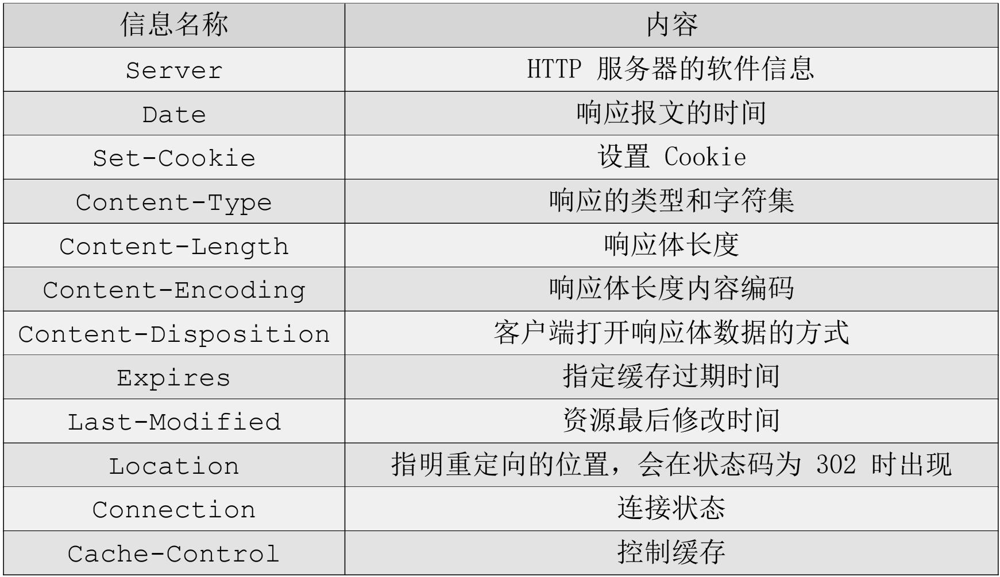 信息名称 内容
Server HTTP 服务器的软件信息
Date 响应报文的时间
Set-Cookie 设置 Cookie
Content-Type 响应的类型和字符集
Content-Length 响应体长度
Content-Encoding 响应体长度内容编码
Content-Disposition 客户端打开响应体数据的方式
Expires 指定缓存过期时间
Last-Modified 资源最后修改时间
Location 指明重定向的位置，会在状态码为 302 时出现
Connection 连接状态
Cache-Control 控制缓存